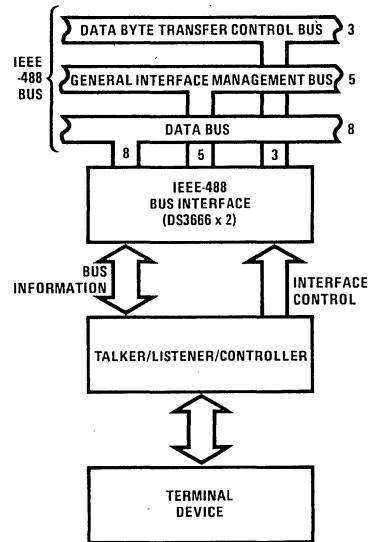 DATA BYTE TRANSFER CONTROL BUS
3
IEEE
-488
BUS
GENERAL INTERFACE MANAGEMENT BUS
5
DATA BUS
8
8
5
3
IEEE-488
BUS INTERFACE
(DS3666 x 2)
BUS
INFORMATION
INTERFACE
CONTROL
TALKER/LISTENER/CONTROLLER
TERMINAL
DEVICE